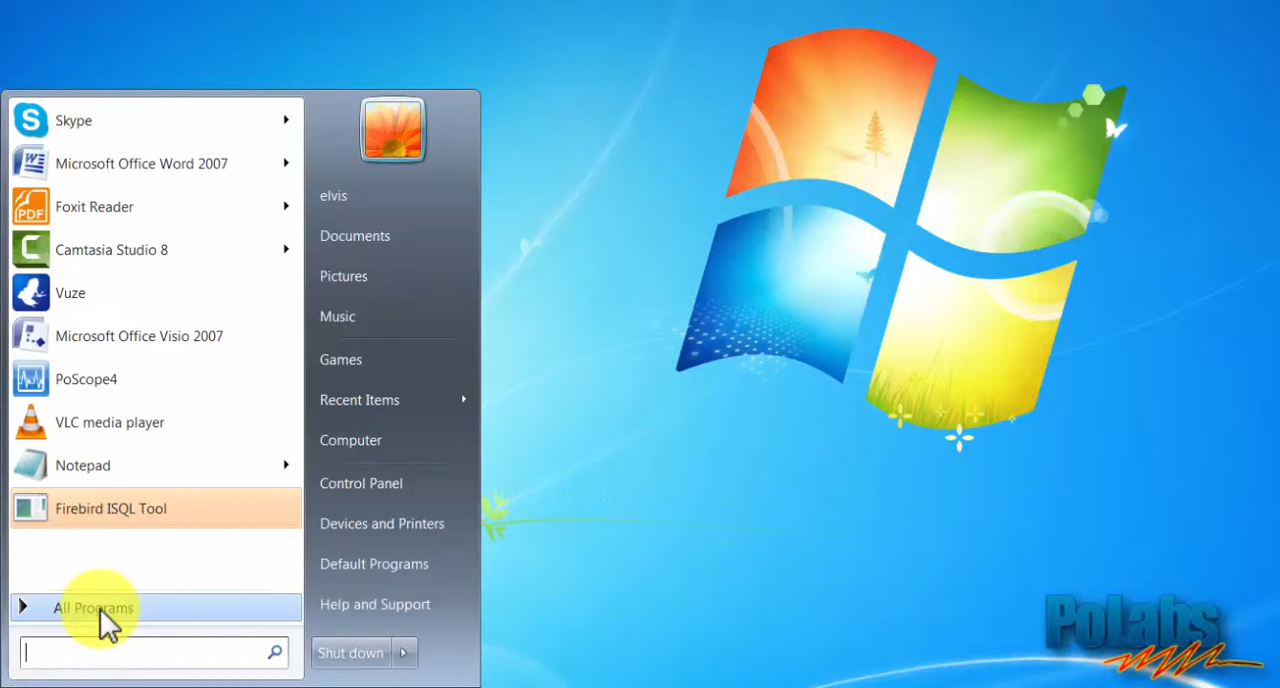 Skype
Microsoft Office Word 2007
Foxit Reader
PDF
Camtasia Studio 8
Vuze
Microsoft Office Visio 2007
PoScope4
VLC media player
Notepad
Firebird ISQL Tool
All Programs
elvis
Documents
Pictures
Music
Games
Recent Items
Computer
Control Panel
Devices and Printers
Default Programs
Help and Support
Shut down
PoLabs